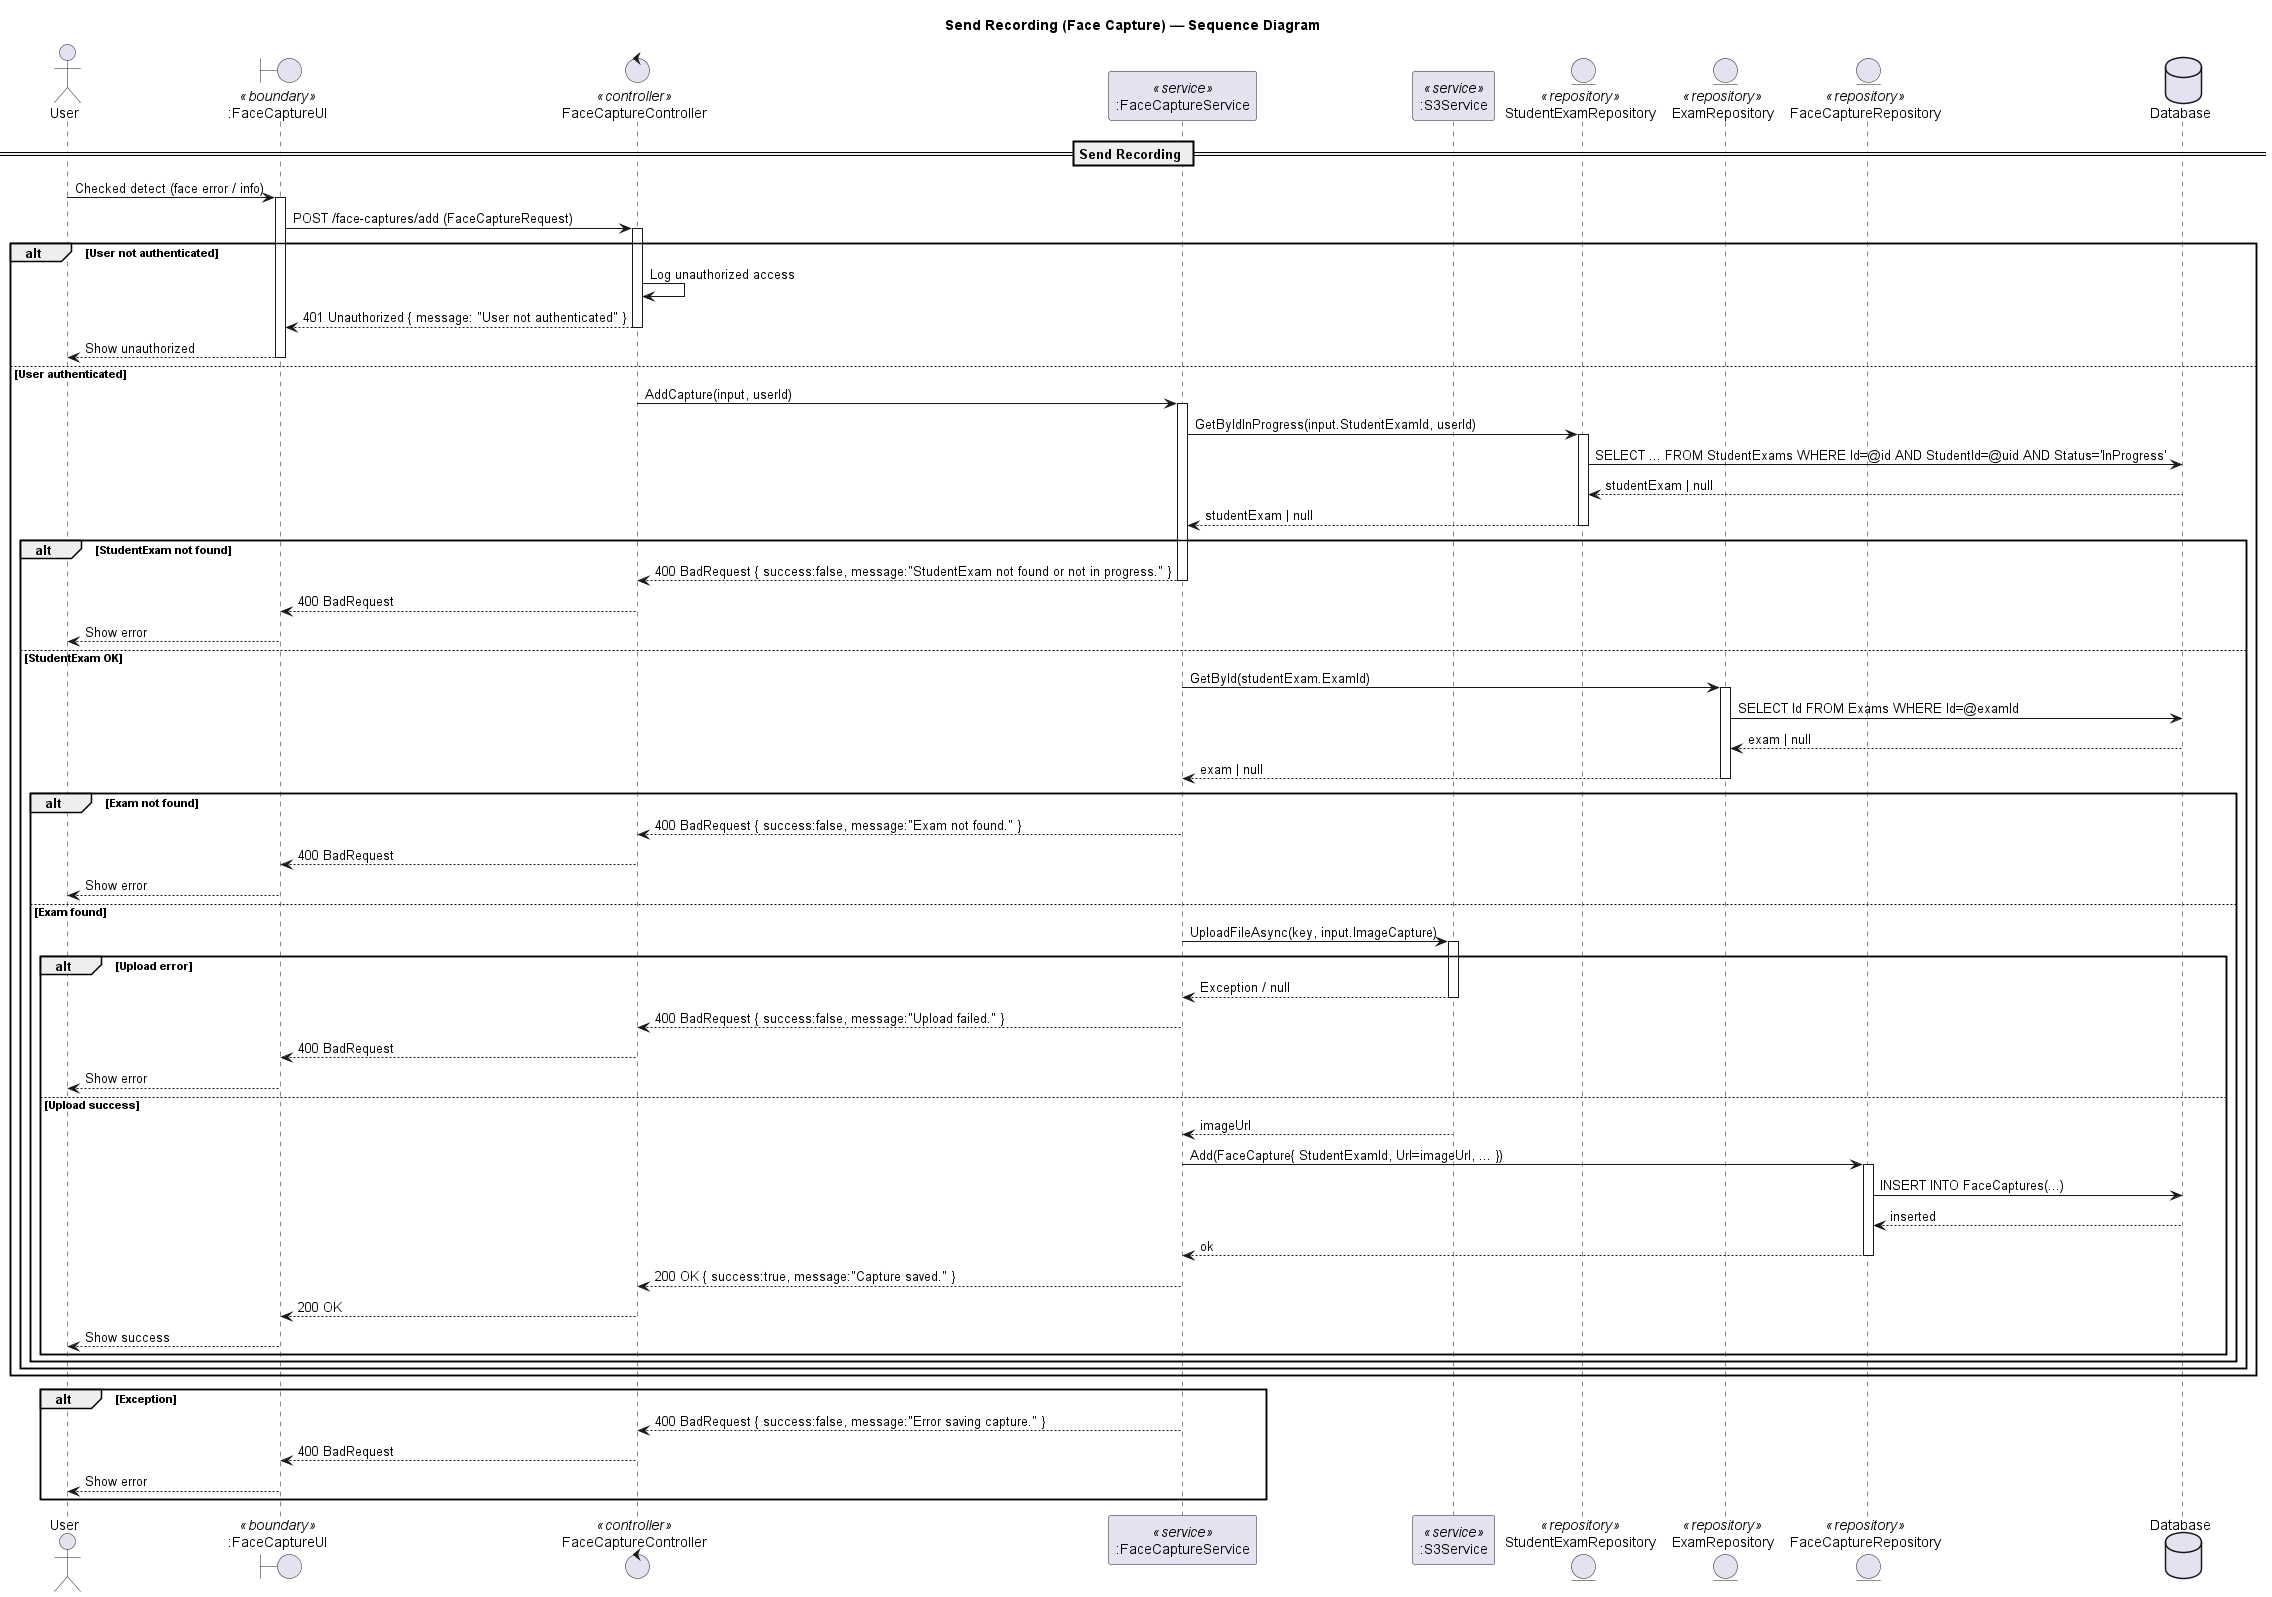 Send Recording (Face Capture) — Sequence Diagram
User
«boundary»
:FaceCaptureUI
«controller»
FaceCaptureController
«service»
:FaceCaptureService
«service»
:S3Service
«repository»
StudentExamRepository
«repository»
ExamRepository
«repository»
FaceCaptureRepository
Database
Send Recording
Checked detect (face error / info)
POST /face-captures/add (FaceCaptureRequest)
alt [User not authenticated]
Log unauthorized access
401 Unauthorized { message: "User not authenticated" }
Show unauthorized
[User authenticated]
AddCapture(input, userId)
GetByIdInProgress(input.StudentExamId, userId)
SELECT ... FROM StudentExams WHERE Id=@id AND StudentId=@uid AND Status='InProgress'
studentExam | null
studentExam | null
alt [StudentExam not found]
400 BadRequest { success:false, message:"StudentExam not found or not in progress." }
400 BadRequest
Show error
[StudentExam OK]
GetById(studentExam.ExamId)
SELECT Id FROM Exams WHERE Id=@examId
exam | null
exam | null
alt [Exam not found]
400 BadRequest { success:false, message:"Exam not found." }
400 BadRequest
Show error
[Exam found]
UploadFileAsync(key, input.ImageCapture)
alt [Upload error]
Exception / null
400 BadRequest { success:false, message:"Upload failed." }
400 BadRequest
Show error
[Upload success]
imageUrl
Add(FaceCapture{ StudentExamId, Url=imageUrl, ... })
INSERT INTO FaceCaptures(...)
inserted
ok
200 OK { success:true, message:"Capture saved." }
200 OK
Show success
alt [Exception]
400 BadRequest { success:false, message:"Error saving capture." }
400 BadRequest
Show error
User
«boundary»
:FaceCaptureUI
«controller»
FaceCaptureController
«service»
:FaceCaptureService
«service»
:S3Service
«repository»
StudentExamRepository
«repository»
ExamRepository
«repository»
FaceCaptureRepository
Database